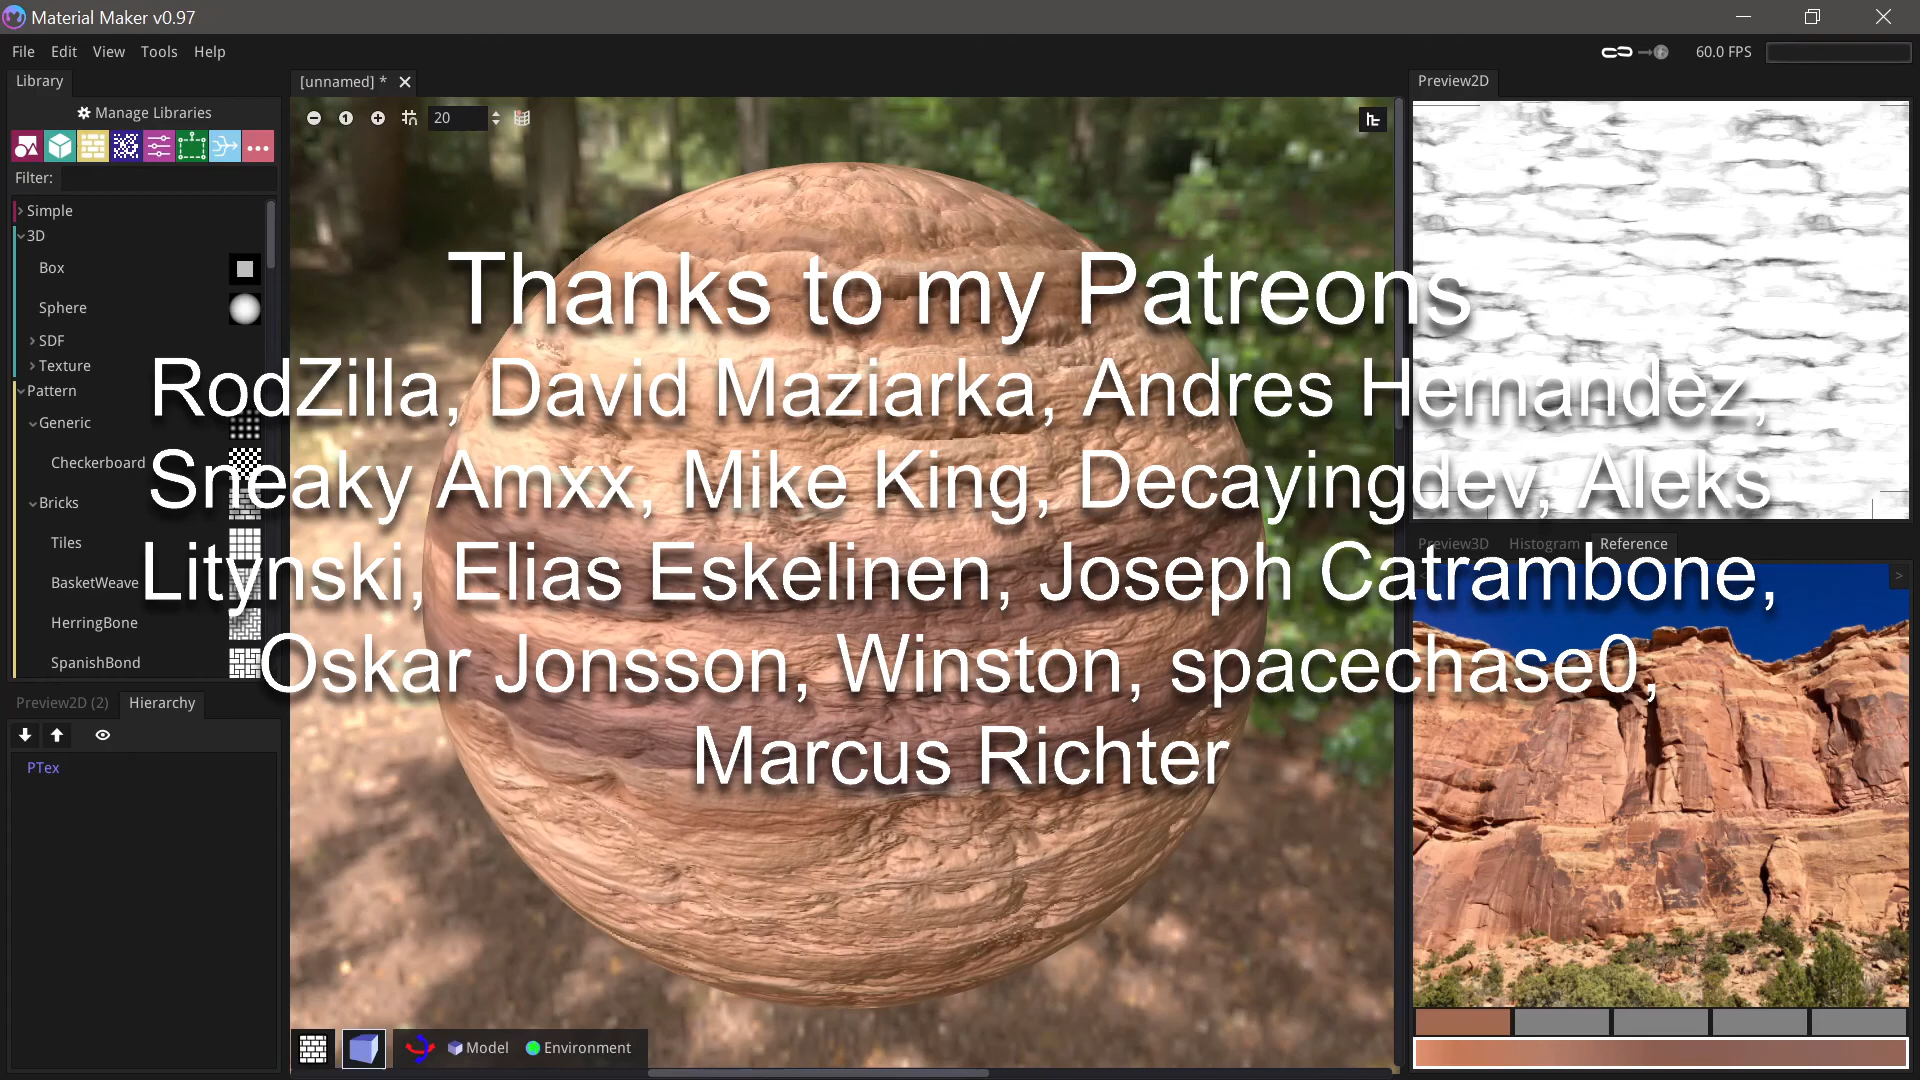 Material Maker v0.97
File Edit View Tools Help
60.0 FPS
Library
[unnamed] *
Preview2D
Manage Libraries
20
Filter:
Simple
3D
Box
Sphere
SDF
Texture
Pattern
Generic
Checkerboard
Bricks
Tiles
BasketWeave
HerringBone
SpanishBond
Thanks to my Patreons
RodZilla, David Maziarka, Andres Hernandez,
Sneaky Amxx, Mike King, Decayingdev, Aleks
Litynski, Elias Eskelinen, Joseph Catrambone,
Oskar Jonsson, Winston, spacechase0,
Marcus Richter
Preview3D Histogram Reference
Preview2D (2) Hierarchy
PTex
Model Environment